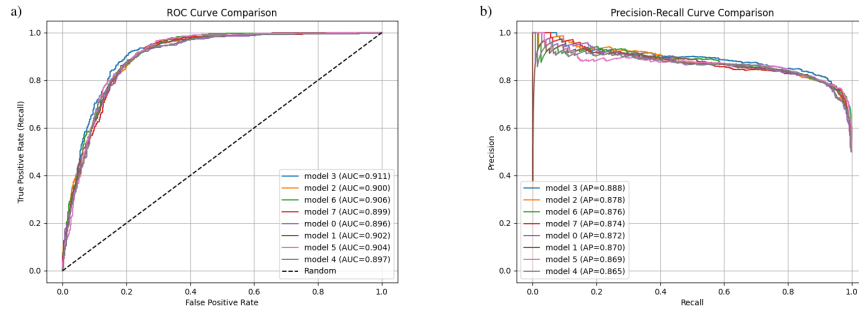 a)
ROC Curve Comparison
True Positive Rate (Recall)
1.0
0.8
0.6
0.4
0.2
0.0
model 3 (AUC=0.911)
model 2 (AUC=0.900)
model 6 (AUC=0.906)
model 7 (AUC=0.899)
model 0 (AUC=0.896)
model 1 (AUC=0.902)
model 5 (AUC=0.904)
model 4 (AUC=0.897)
Random
0.0 0.2 0.4 0.6 0.8 1.0
False Positive Rate
b)
Precision-Recall Curve Comparison
Precision
1.0
0.8
0.6
0.4
0.2
0.0
model 3 (AP=0.888)
model 2 (AP=0.878)
model 6 (AP=0.876)
model 7 (AP=0.874)
model 0 (AP=0.872)
model 1 (AP=0.870)
model 5 (AP=0.869)
model 4 (AP=0.865)
0.0 0.2 0.4 0.6 0.8 1.0
Recall